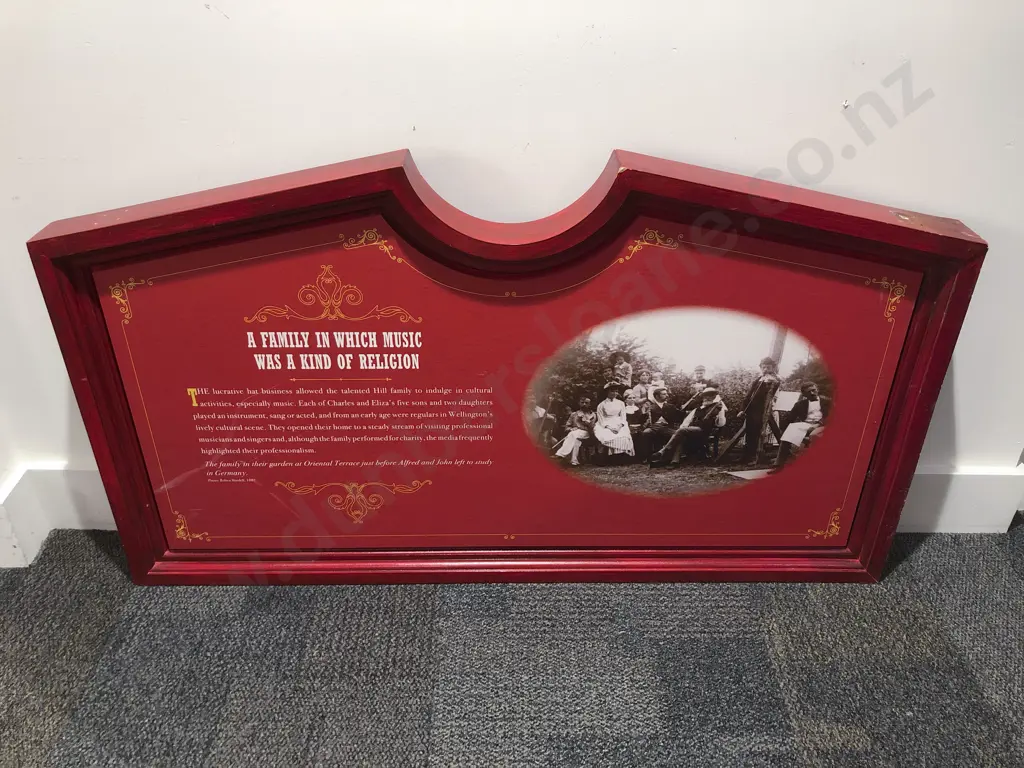 A FAMILY IN WHICH MUSIC
WAS A KIND OF RELIGION
THE lucrative hat business allowed the talented Hill family to indulge in cultural
activities, especially music. Each of Charles and Eliza's five sons and two daughters
played an instrument, sang or acted, and from an early age were regulars in Wellington's
lively cultural scene. They opened their home to a steady stream of visiting professional
musicians and singers and, although the family performed for charity, the media frequently
highlighted their professionalism.
The family in their garden at Oriental Terrace just before Alfred and John left to study
in Germany.